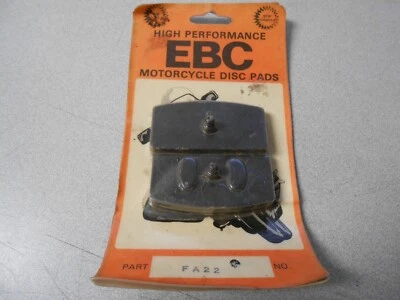 HIGH PERFORMANCE
EBC
MOTORCYCLE DISC PADS
PART FA22 NO.